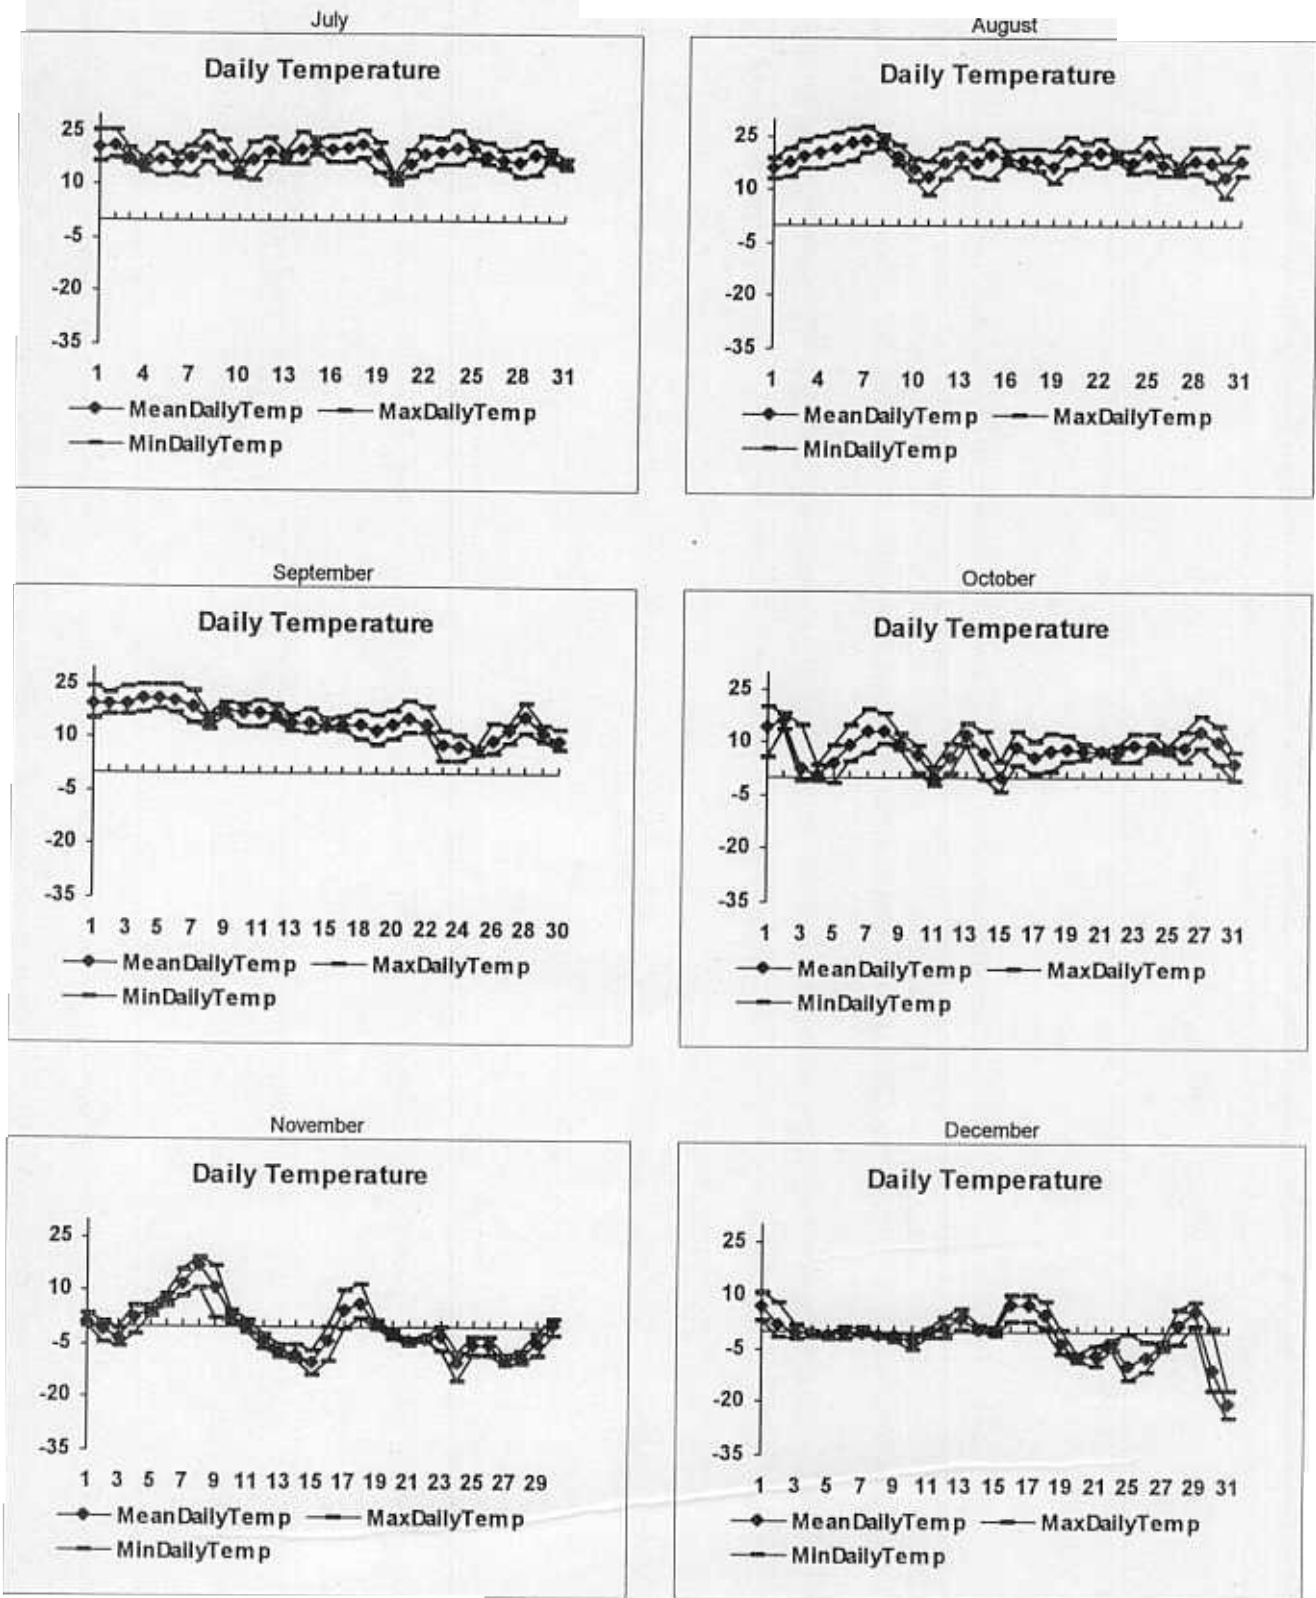 July
Daily Temperature
25
10
-5
-20
-35
1 4 7 10 13 16 19 22 25 28 31
MeanDailyTemp MaxDailyTemp
MinDailyTemp
August
Daily Temperature
25
10
-5
-20
-35
1 4 7 10 13 16 19 22 25 28 31
MeanDailyTemp MaxDailyTemp
MinDailyTemp
September
Daily Temperature
25
10
-5
-20
-35
1 3 5 7 9 11 13 15 18 20 22 24 26 28 30
MeanDailyTemp MaxDailyTemp
MinDailyTemp
October
Daily Temperature
25
10
-5
-20
-35
1 3 5 7 9 11 13 15 17 19 21 23 25 27 31
MeanDailyTemp MaxDailyTemp
MinDailyTemp
November
Daily Temperature
25
10
-5
-20
-35
1 3 5 7 9 11 13 15 17 19 21 23 25 27 29
MeanDailyTemp MaxDailyTemp
MinDailyTemp
December
Daily Temperature
25
10
-5
-20
-35
1 3 5 7 9 11 13 15 17 19 21 25 27 29 31
MeanDailyTemp MaxDailyTemp
MinDailyTemp